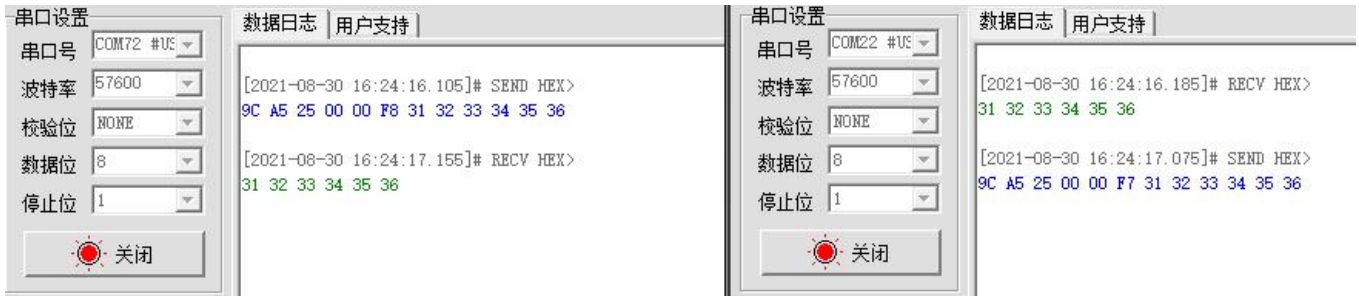 串口设置
串口号 COM72 #US
波特率 57600
校验位 NONE
数据位 8
停止位 1
关闭
数据日志 用户支持
[2021-08-30 16:24:16.105]# SEND HEX>
9C A5 25 00 00 F8 31 32 33 34 35 36
[2021-08-30 16:24:17.155]# RECV HEX>
31 32 33 34 35 36
串口设置
串口号 COM22 #US
波特率 57600
校验位 NONE
数据位 8
停止位 1
关闭
数据日志 用户支持
[2021-08-30 16:24:16.185]# RECV HEX>
31 32 33 34 35 36
[2021-08-30 16:24:17.075]# SEND HEX>
9C A5 25 00 00 F7 31 32 33 34 35 36